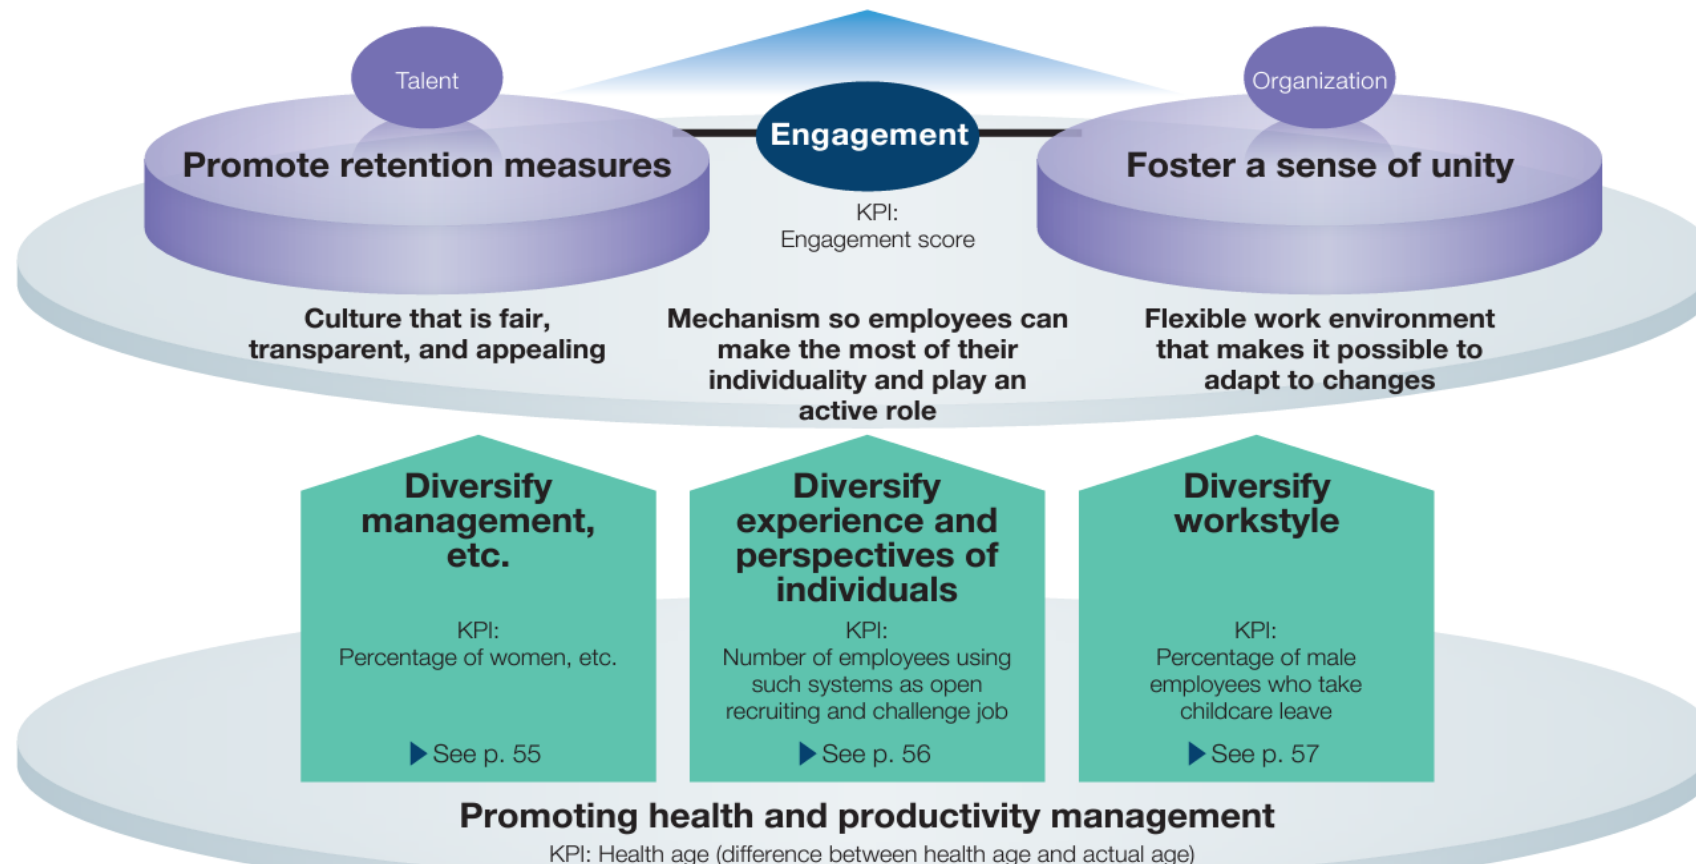 Talent
Organization
Promote retention measures
Engagement
Foster a sense of unity
KPI:
Engagement score
Culture that is fair,
transparent, and appealing
Mechanism so employees can
make the most of their
individuality and play an
active role
Flexible work environment
that makes it possible to
adapt to changes
Diversify
management,
etc.
KPI:
Percentage of women, etc.
See p. 55
Diversify
experience and
perspectives of
individuals
KPI:
Number of employees using
such systems as open
recruiting and challenge job
See p. 56
Diversify
workstyle
KPI:
Percentage of male
employees who take
childcare leave
See p. 57
Promoting health and productivity management
KPI: Health age (difference between health age and actual age)